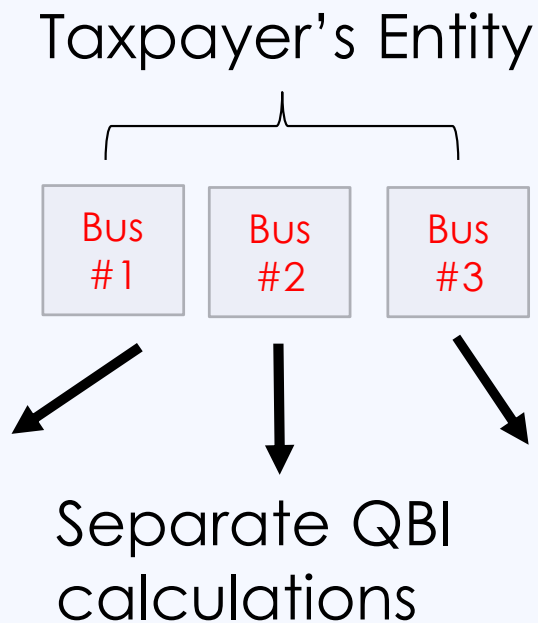 Taxpayer’s Entity
Bus
#1
Bus
#2
Bus
#3
Separate QBI
calculations